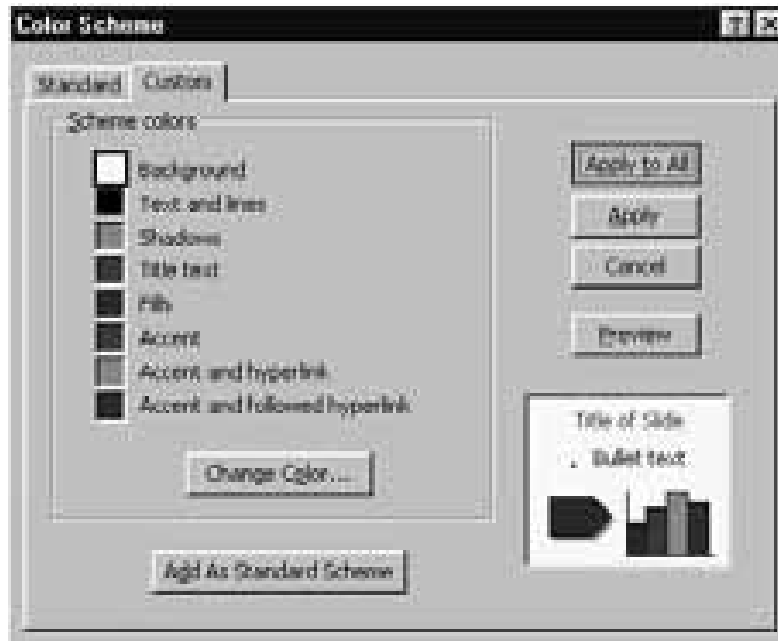 Color Scheme
Standard
Custom
Scheme colors
Background
Text and lines
Shadows
Title text
Fills
Accent
Accent and hyperlink
Accent and followed hyperlink
Change Color...
Add As Standard Scheme
Apply to All
Apply
Cancel
Preview
Title of Slide
. Bullet text